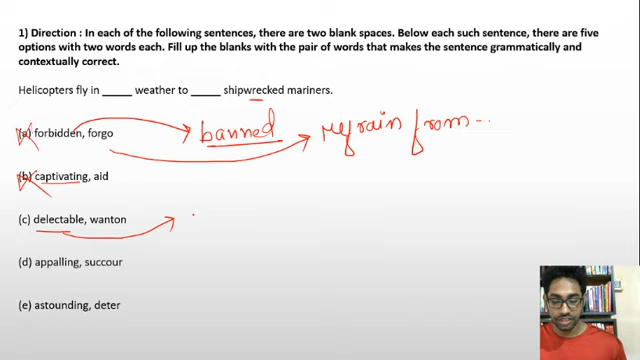 1) Direction : In each of the following sentences, there are two blank spaces. Below each such sentence, there are five
options with two words each. Fill up the blanks with the pair of words that makes the sentence grammatically and
contextually correct.
Helicopters fly in _____ weather to _____ shipwrecked mariners.
(a) forbidden, forgo
banned
refrain from --
(b) captivating, aid
(c) delectable, wanton
(d) appalling, succour
(e) astounding, deter